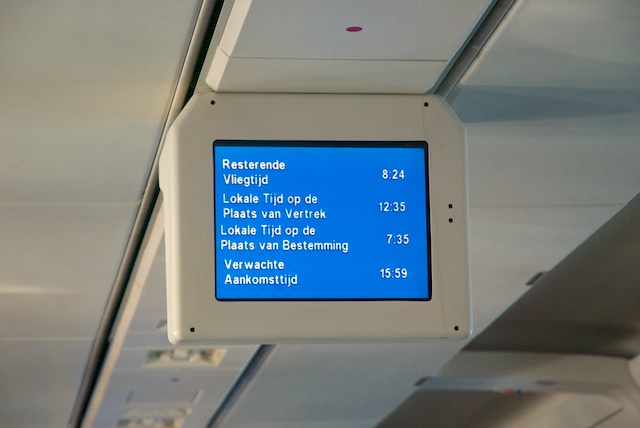 Resterende
Vliegtijd 8:24
Lokale Tijd op de
Plaats van Vertrek 12:35
Lokale Tijd op de
Plaats van Bestemming 7:35
Verwachte
Aankomsttijd 15:59